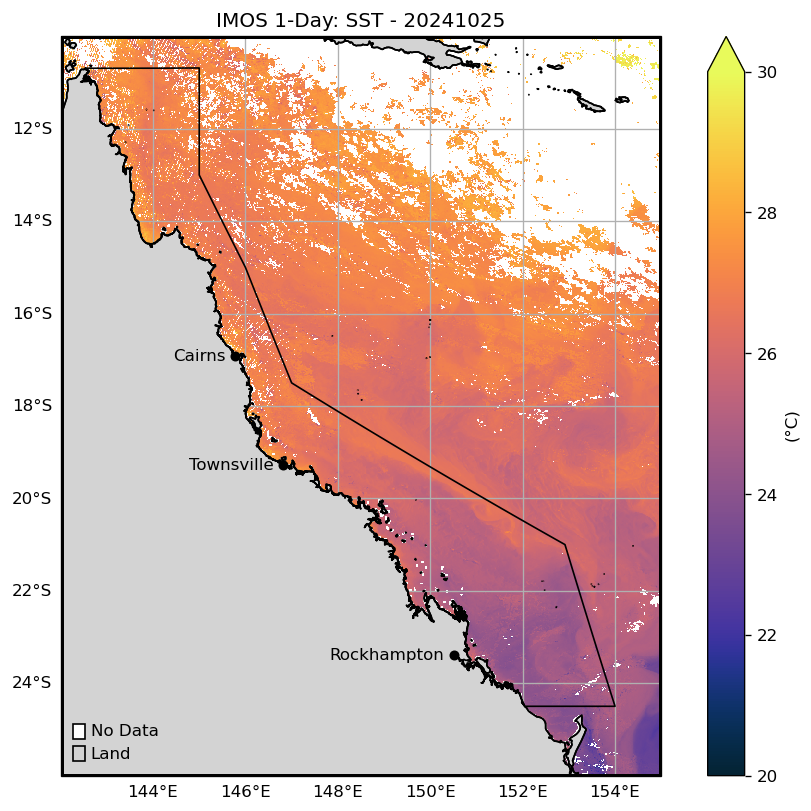 IMOS 1-Day: SST - 20241025
12°S
14°S
16°S
18°S
20°S
22°S
24°S
Cairns
Townsville
Rockhampton
No Data
Land
144°E 146°E 148°E 150°E 152°E 154°E
30
28
26
24
22
20
(°C)